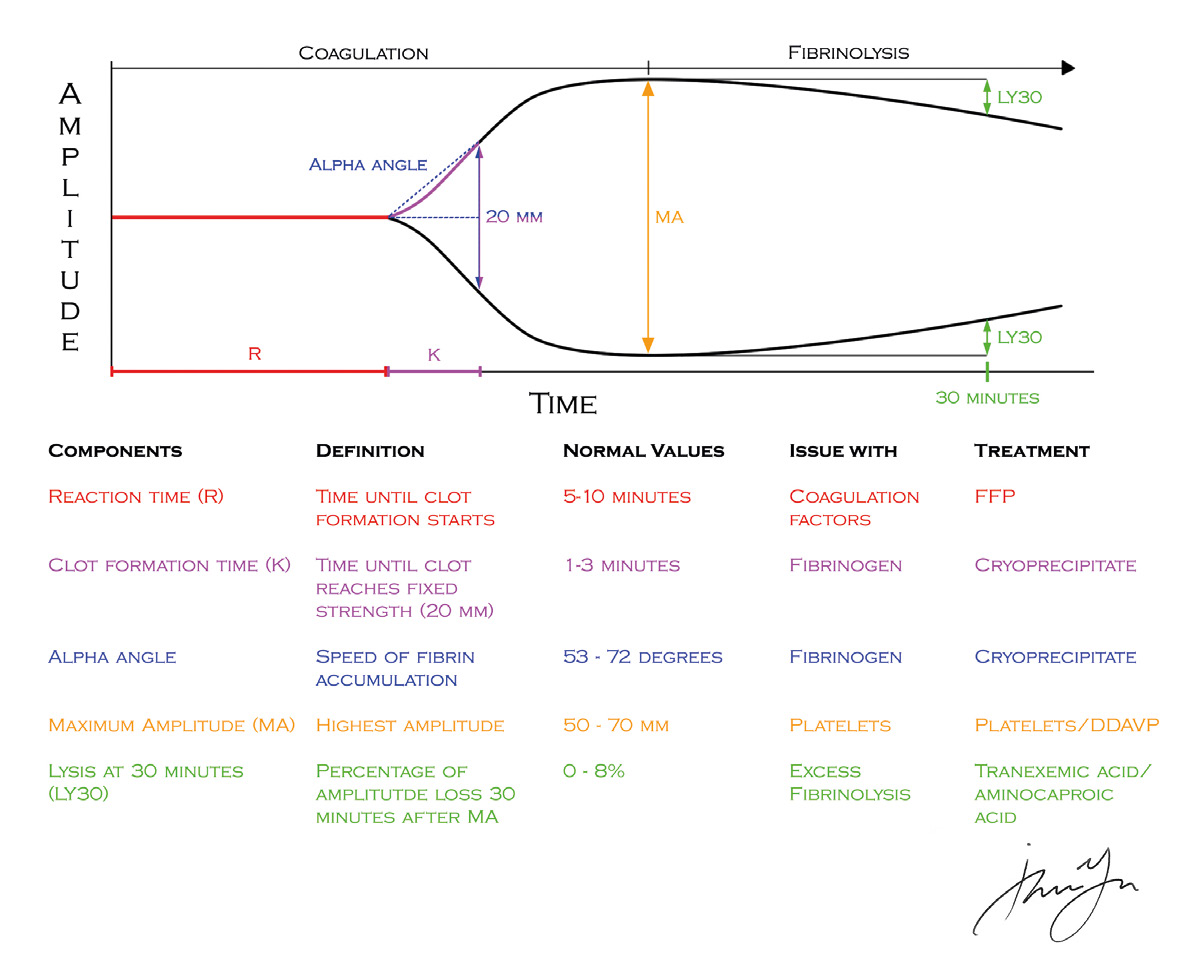 COAGULATION
FIBRINOLYSIS
AMPLITUDE
LY30
ALPHA ANGLE
20 MM
MA
LY30
R
K
30 MINUTES
TIME
COMPONENTS DEFINITION NORMAL VALUES ISSUE WITH TREATMENT
REACTION TIME (R) TIME UNTIL CLOT 5-10 MINUTES COAGULATION FFP
FORMATION STARTS FACTORS
CLOT FORMATION TIME (K) TIME UNTIL CLOT 1-3 MINUTES FIBRINOGEN CRYOPRECIPITATE
REACHES FIXED
STRENGTH (20 MM)
ALPHA ANGLE SPEED OF FIBRIN 53 - 72 DEGREES FIBRINOGEN CRYOPRECIPITATE
ACCUMULATION
MAXIMUM AMPLITUDE (MA) HIGHEST AMPLITUDE 50 - 70 MM PLATELETS PLATELETS/DDAVP
LYSIS AT 30 MINUTES PERCENTAGE OF 0 - 8% EXCESS TRANEXEMIC ACID/
(LY30) AMPLITUTDE LOSS 30 FIBRINOLYSIS AMINOCAPROIC
MINUTES AFTER MA ACID